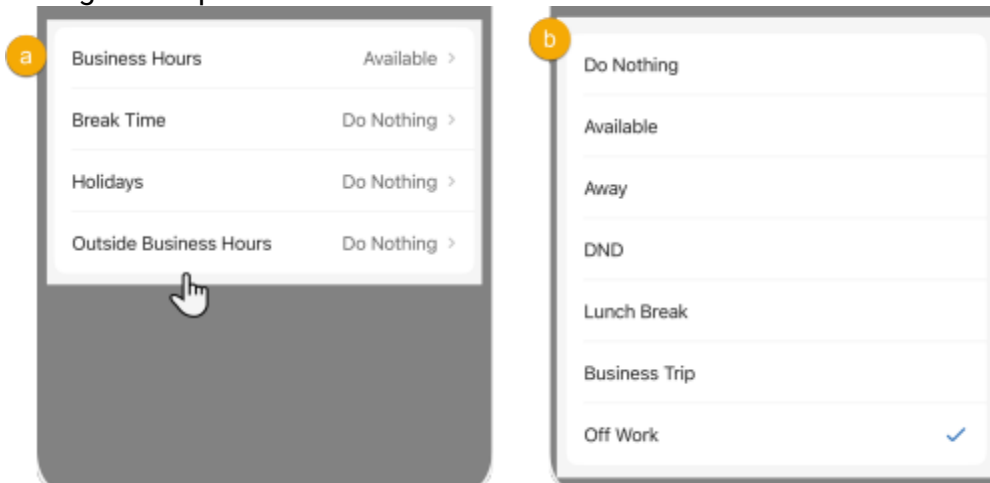 a
Business Hours Available >
Break Time Do Nothing >
Holidays Do Nothing >
Outside Business Hours Do Nothing >
b
Do Nothing
Available
Away
DND
Lunch Break
Business Trip
Off Work